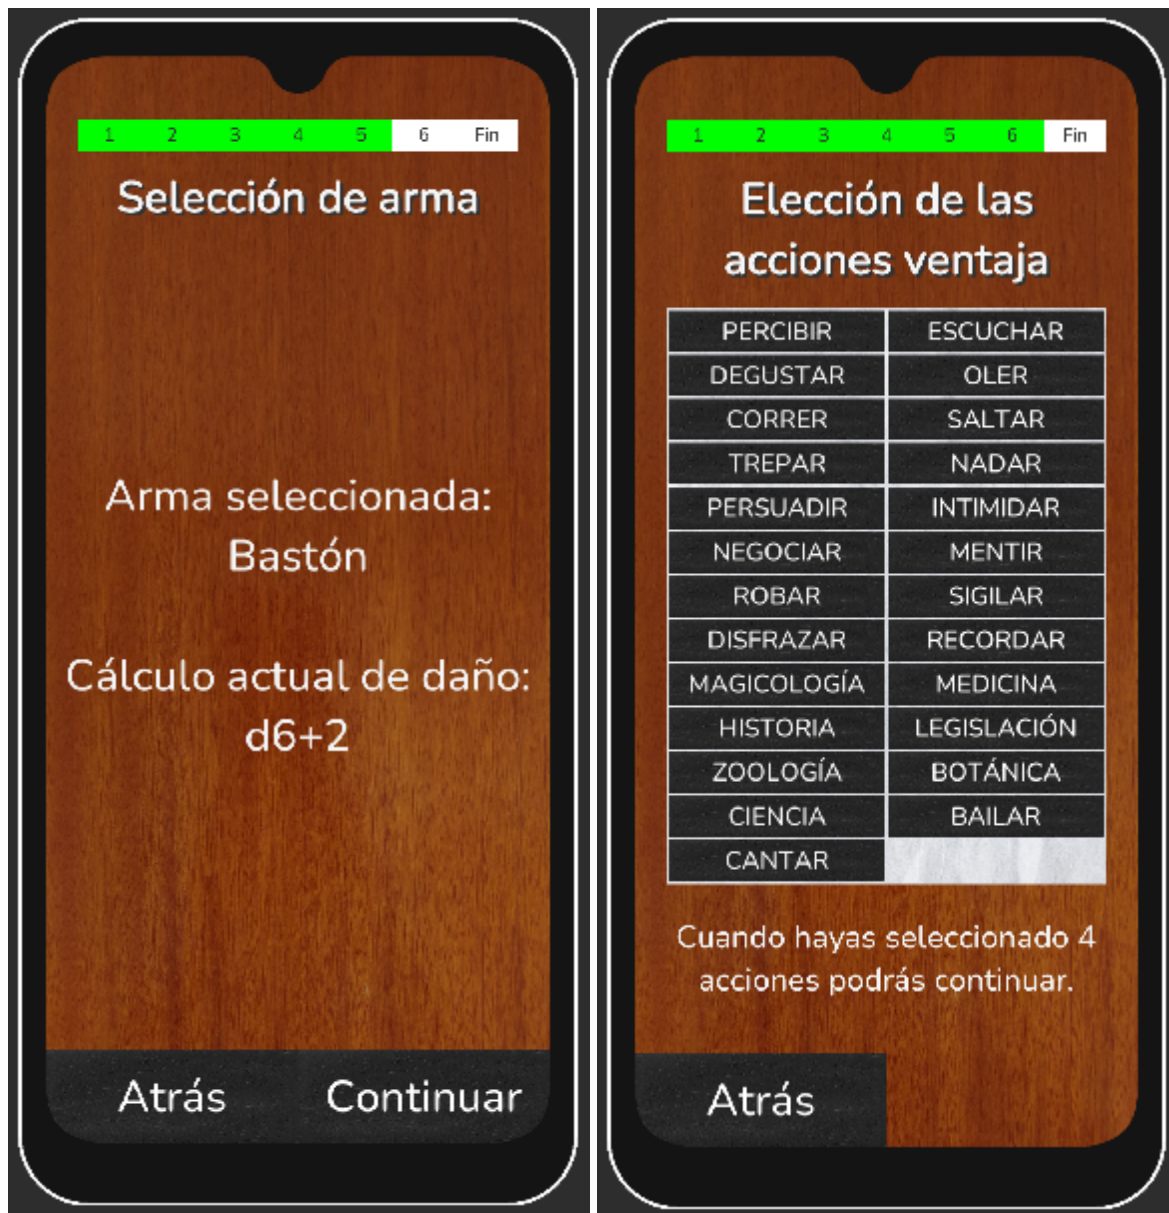 1 2 3 4 5 6 Fin
Selección de arma
Arma seleccionada:
Bastón
Cálculo actual de daño:
d6+2
Atrás Continuar
1 2 3 4 5 6 Fin
Elección de las
acciones ventaja
PERCIBIR ESCUCHAR
DEGUSTAR OLER
CORRER SALTAR
TREPAR NADAR
PERSUADIR INTIMIDAR
NEGOCIAR MENTIR
ROBAR SIGILAR
DISFRAZAR RECORDAR
MAGICOLOGÍA MEDICINA
HISTORIA LEGISLACIÓN
ZOOLOGÍA BOTÁNICA
CIENCIA BAILAR
CANTAR
Cuando hayas seleccionado 4
acciones podrás continuar.
Atrás